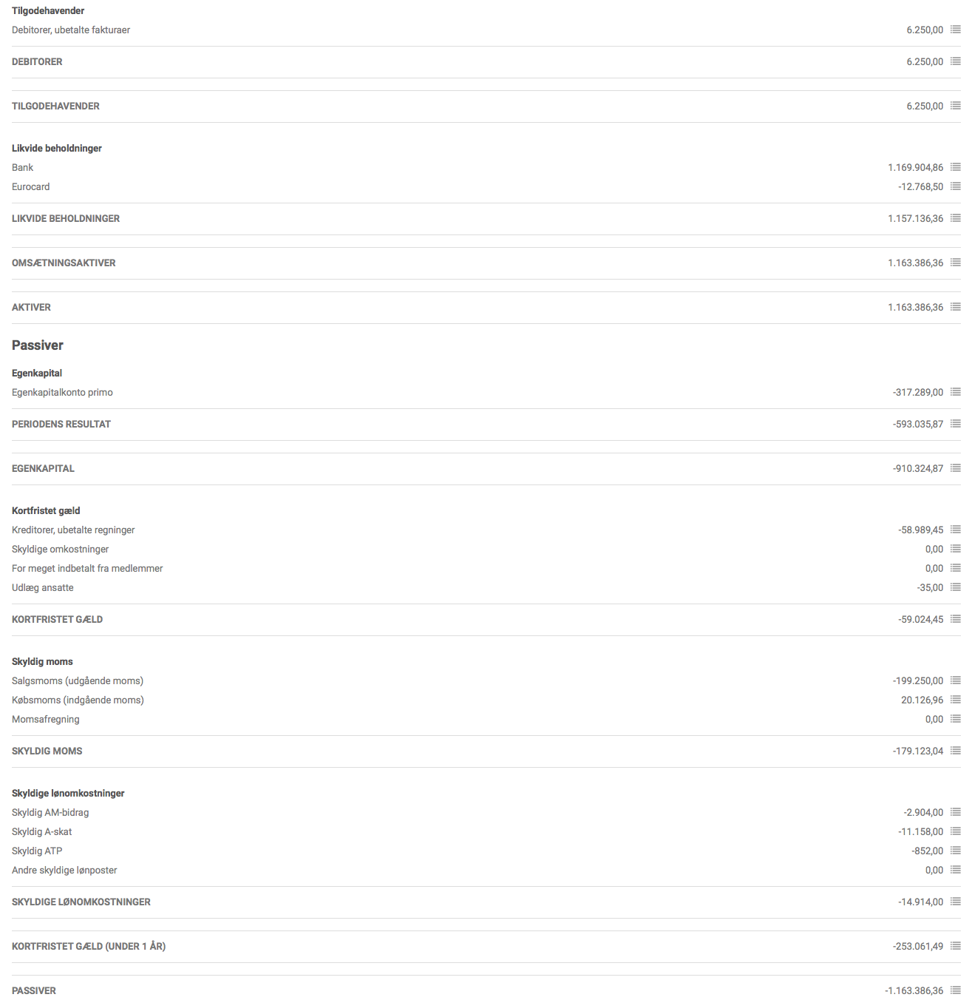 Tilgodehavender
Debitorer, ubetalte fakturaer 6.250,00
DEBITORER 6.250,00
TILGODEHAVENDER 6.250,00
Likvide beholdninger
Bank 1.169.904,86
Eurocard -12.768,50
LIKVIDE BEHOLDNINGER 1.157.136,36
OMSÆTNINGSAKTIVER 1.163.386,36
AKTIVER 1.163.386,36
Passiver
Egenkapital
Egenkapitalkonto primo -317.289,00
PERIODENS RESULTAT -593.035,87
EGENKAPITAL -910.324,87
Kortfristet gæld
Kreditorer, ubetalte regninger -58.989,45
Skyldige omkostninger 0,00
For meget indbetalt fra medlemmer 0,00
Udlæg ansatte -35,00
KORTFRISTET GÆLD -59.024,45
Skyldig moms
Salgsmoms (udgående moms) -199.250,00
Købsmoms (indgående moms) 20.126,96
Momsafregning 0,00
SKYLDIG MOMS -179.123,04
Skyldige lønomkostninger
Skyldig AM-bidrag -2.904,00
Skyldig A-skat -11.158,00
Skyldig ATP -852,00
Andre skyldige lønposter 0,00
SKYLDIGE LØNOMKOSTNINGER -14.914,00
KORTFRISTET GÆLD (UNDER 1 ÅR) -253.061,49
PASSIVER -1.163.386,36